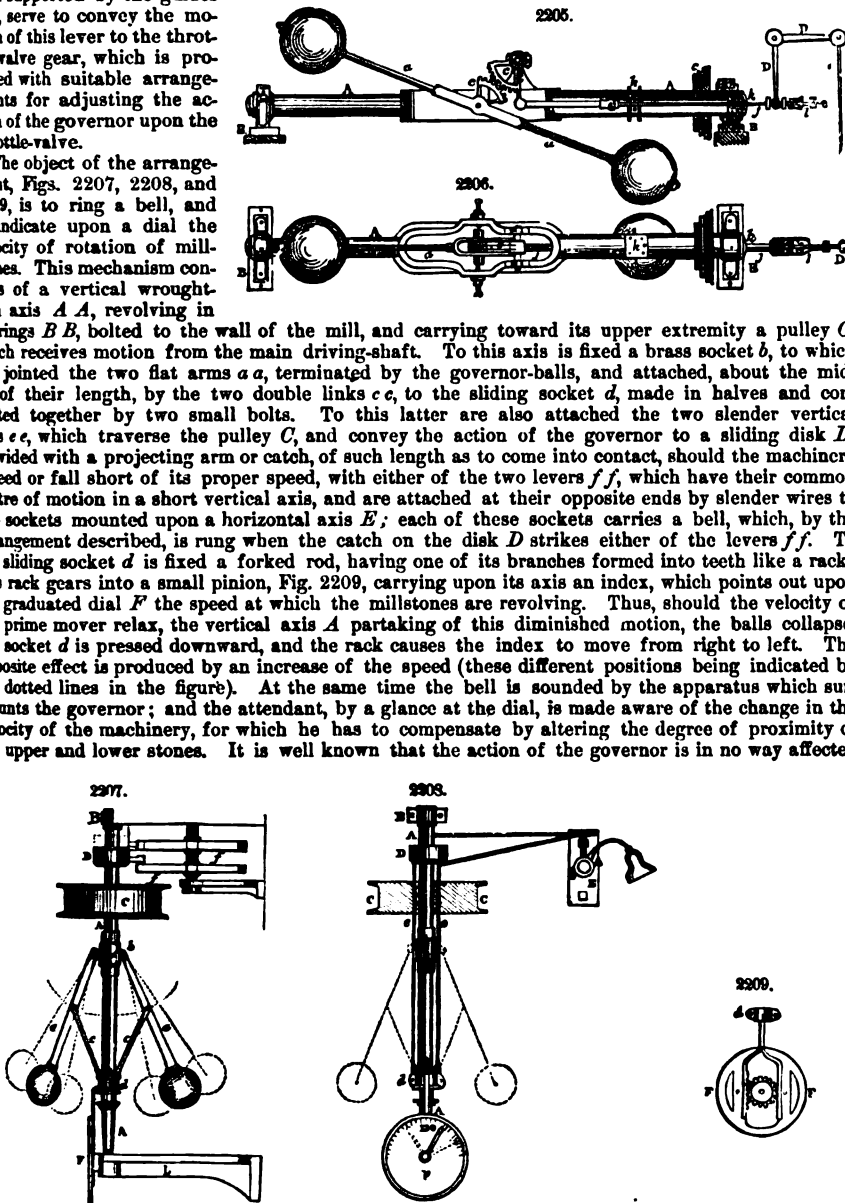 , serve to convey the mo-
of this lever to the throt-
valve gear, which is pro-
ed with suitable arrange-
nts for adjusting the ac-
n of the governor upon the
ottle-valve.
he object of the arrange-
nt, Figs. 2207, 2208, and
9, is to ring a bell, and
indicate upon a dial the
ocity of rotation of mill-
nes. This mechanism con-
s of a vertical wrought-
axis A A, revolving in
2205.
2206.
rings B B, bolted to the wall of the mill, and carrying toward its upper extremity a pulley C
ch receives motion from the main driving-shaft. To this axis is fixed a brass socket b, to whic
jointed the two flat arms a a, terminated by the governor-balls, and attached, about the mid
of their length, by the two double links c c, to the sliding socket d, made in halves and con
ted together by two small bolts. To this latter are also attached the two slender vertica
s e e, which traverse the pulley C, and convey the action of the governor to a sliding disk D
vided with a projecting arm or catch, of such length as to come into contact, should the machiner
eed or fall short of its proper speed, with either of the two levers f f, which have their commo
tre of motion in a short vertical axis, and are attached at their opposite ends by slender wires t
sockets mounted upon a horizontal axis E; each of these sockets carries a bell, which, by th
angement described, is rung when the catch on the disk D strikes either of the levers f f. T
sliding socket d is fixed a forked rod, having one of its branches formed into teeth like a rack
s rack gears into a small pinion, Fig. 2209, carrying upon its axis an index, which points out upo
graduated dial F the speed at which the millstones are revolving. Thus, should the velocity o
prime mover relax, the vertical axis A partaking of this diminished motion, the balls collapse
socket d is pressed downward, and the rack causes the index to move from right to left. Th
posite effect is produced by an increase of the speed (these different positions being indicated b
dotted lines in the figure). At the same time the bell is sounded by the apparatus which sur
unts the governor; and the attendant, by a glance at the dial, is made aware of the change in th
ocity of the machinery, for which he has to compensate by altering the degree of proximity o
upper and lower stones. It is well known that the action of the governor is in no way affecte
2207.
2208.
2209.